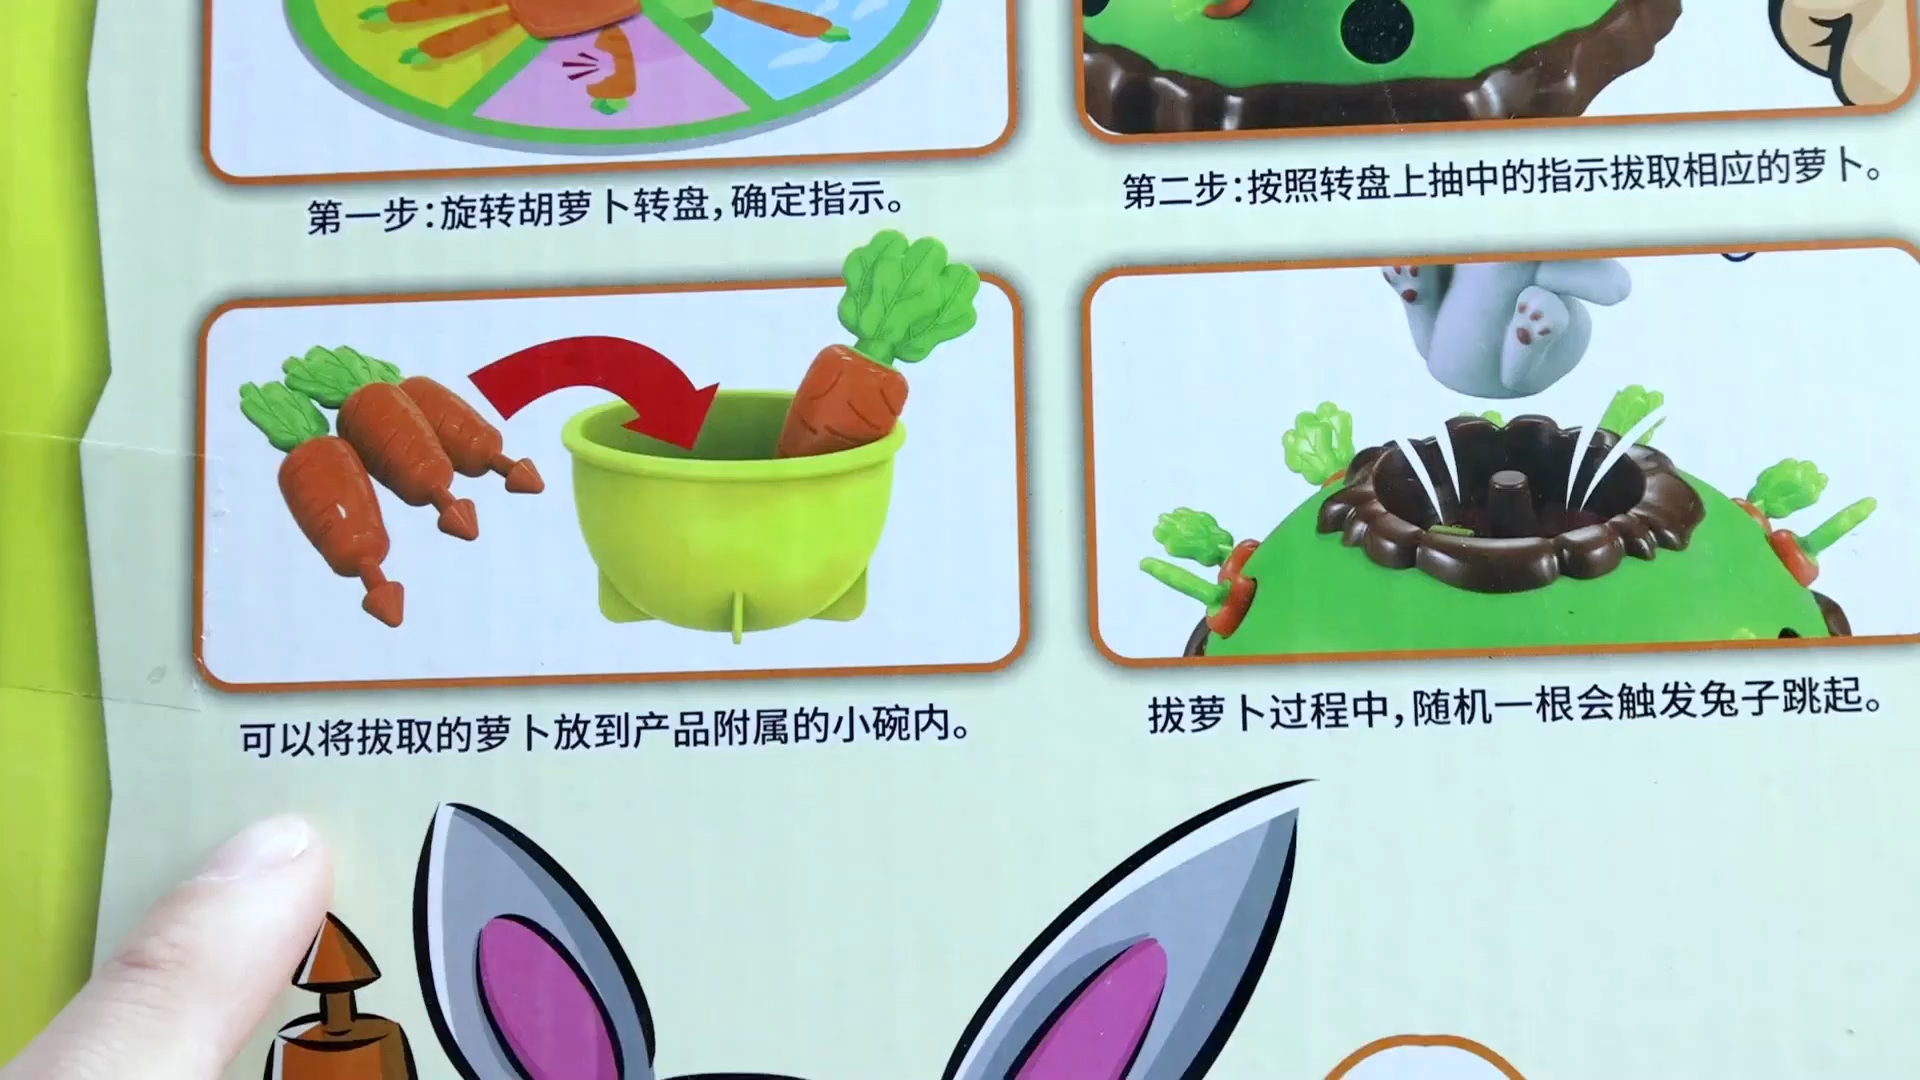 第一步：旋转胡萝卜转盘，确定指示。
第二步：按照转盘上抽中的指示拔取相应的萝卜。
可以将拔取的萝卜放到产品附属的小碗内。
拔萝卜过程中，随机一根会触发兔子跳起。